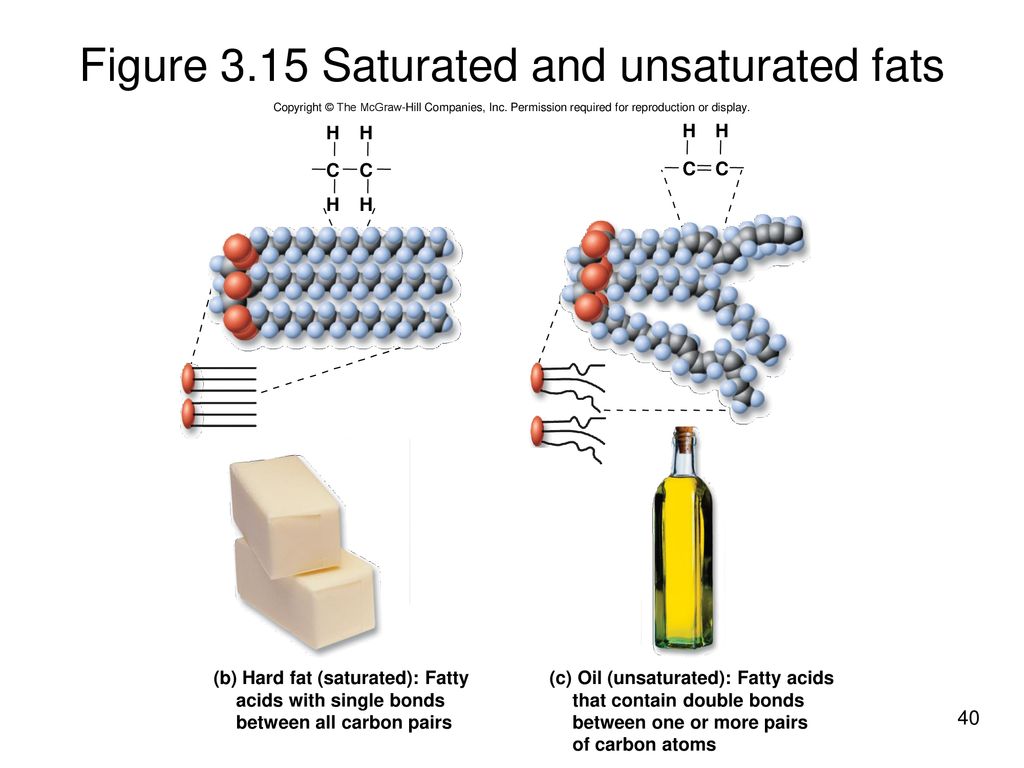 Figure 3.15 Saturated and unsaturated fats
Copyright © The McGraw-Hill Companies, Inc. Permission required for reproduction or display.
H H
C C
H H
H H
C C
(b) Hard fat (saturated): Fatty
acids with single bonds
between all carbon pairs
(c) Oil (unsaturated): Fatty acids
that contain double bonds
between one or more pairs
of carbon atoms
40